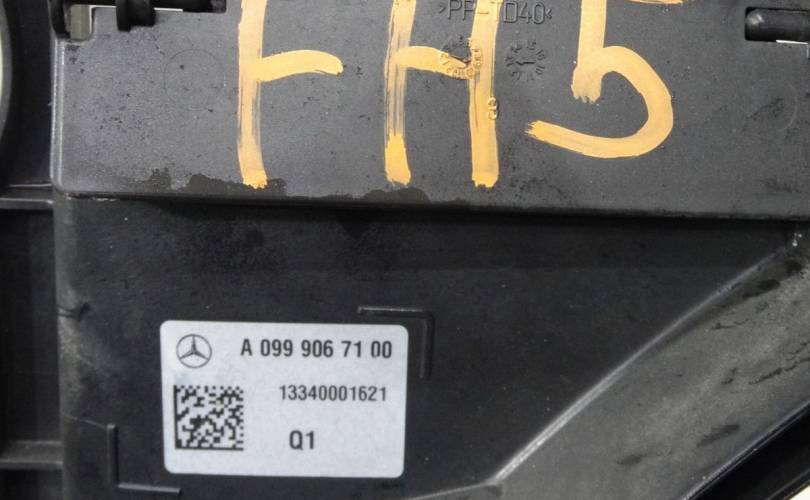 >PP-TD40<
FH5
A 099 906 71 00
13340001621
Q1